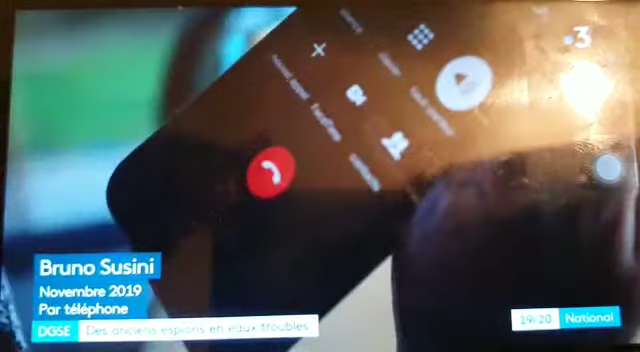 3
Bruno Susini
Novembre 2019
Par téléphone
DGSE Des anciens espions en eaux troubles
19/20 National